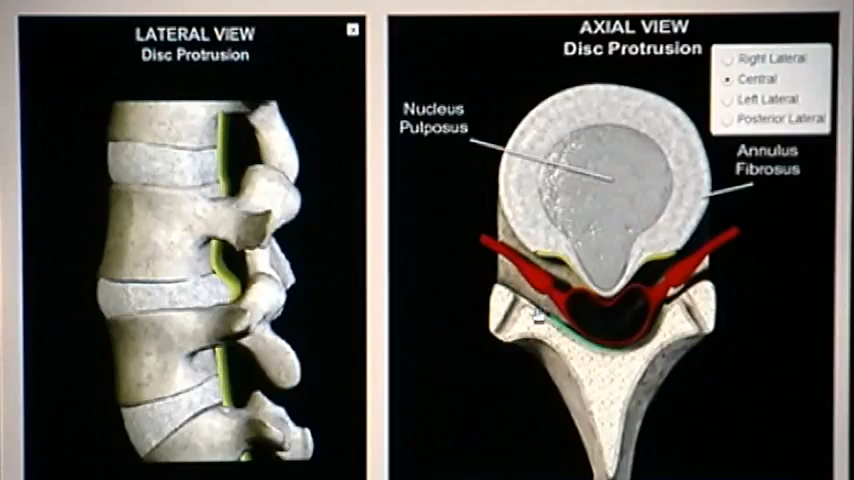 LATERAL VIEW
Disc Protrusion
AXIAL VIEW
Disc Protrusion
Right Lateral
Central
Left Lateral
Posterior Lateral
Nucleus
Pulposus
Annulus
Fibrosus